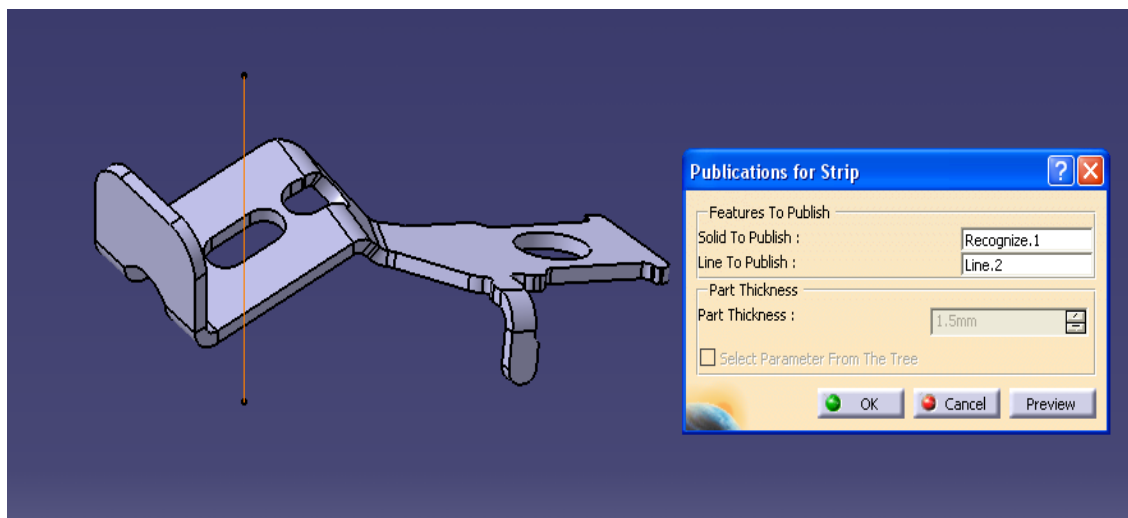 Publications for Strip
Features To Publish
Solid To Publish : Recognize.1
Line To Publish : Line.2
Part Thickness
Part Thickness : 1.5mm
Select Parameter From The Tree
OK Cancel Preview